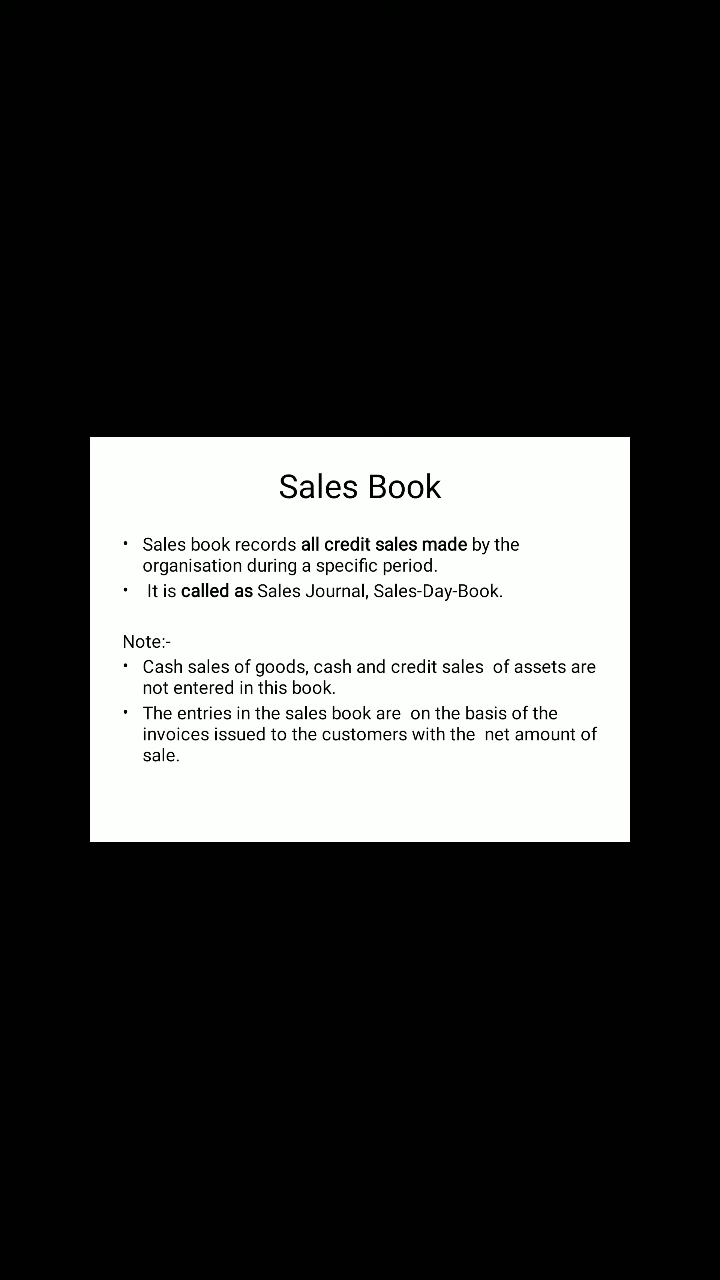 Sales Book
• Sales book records all credit sales made by the
organisation during a specific period.
• It is called as Sales Journal, Sales-Day-Book.
Note:-
• Cash sales of goods, cash and credit sales  of assets are
not entered in this book.
• The entries in the sales book are  on the basis of the
invoices issued to the customers with the  net amount of
sale.